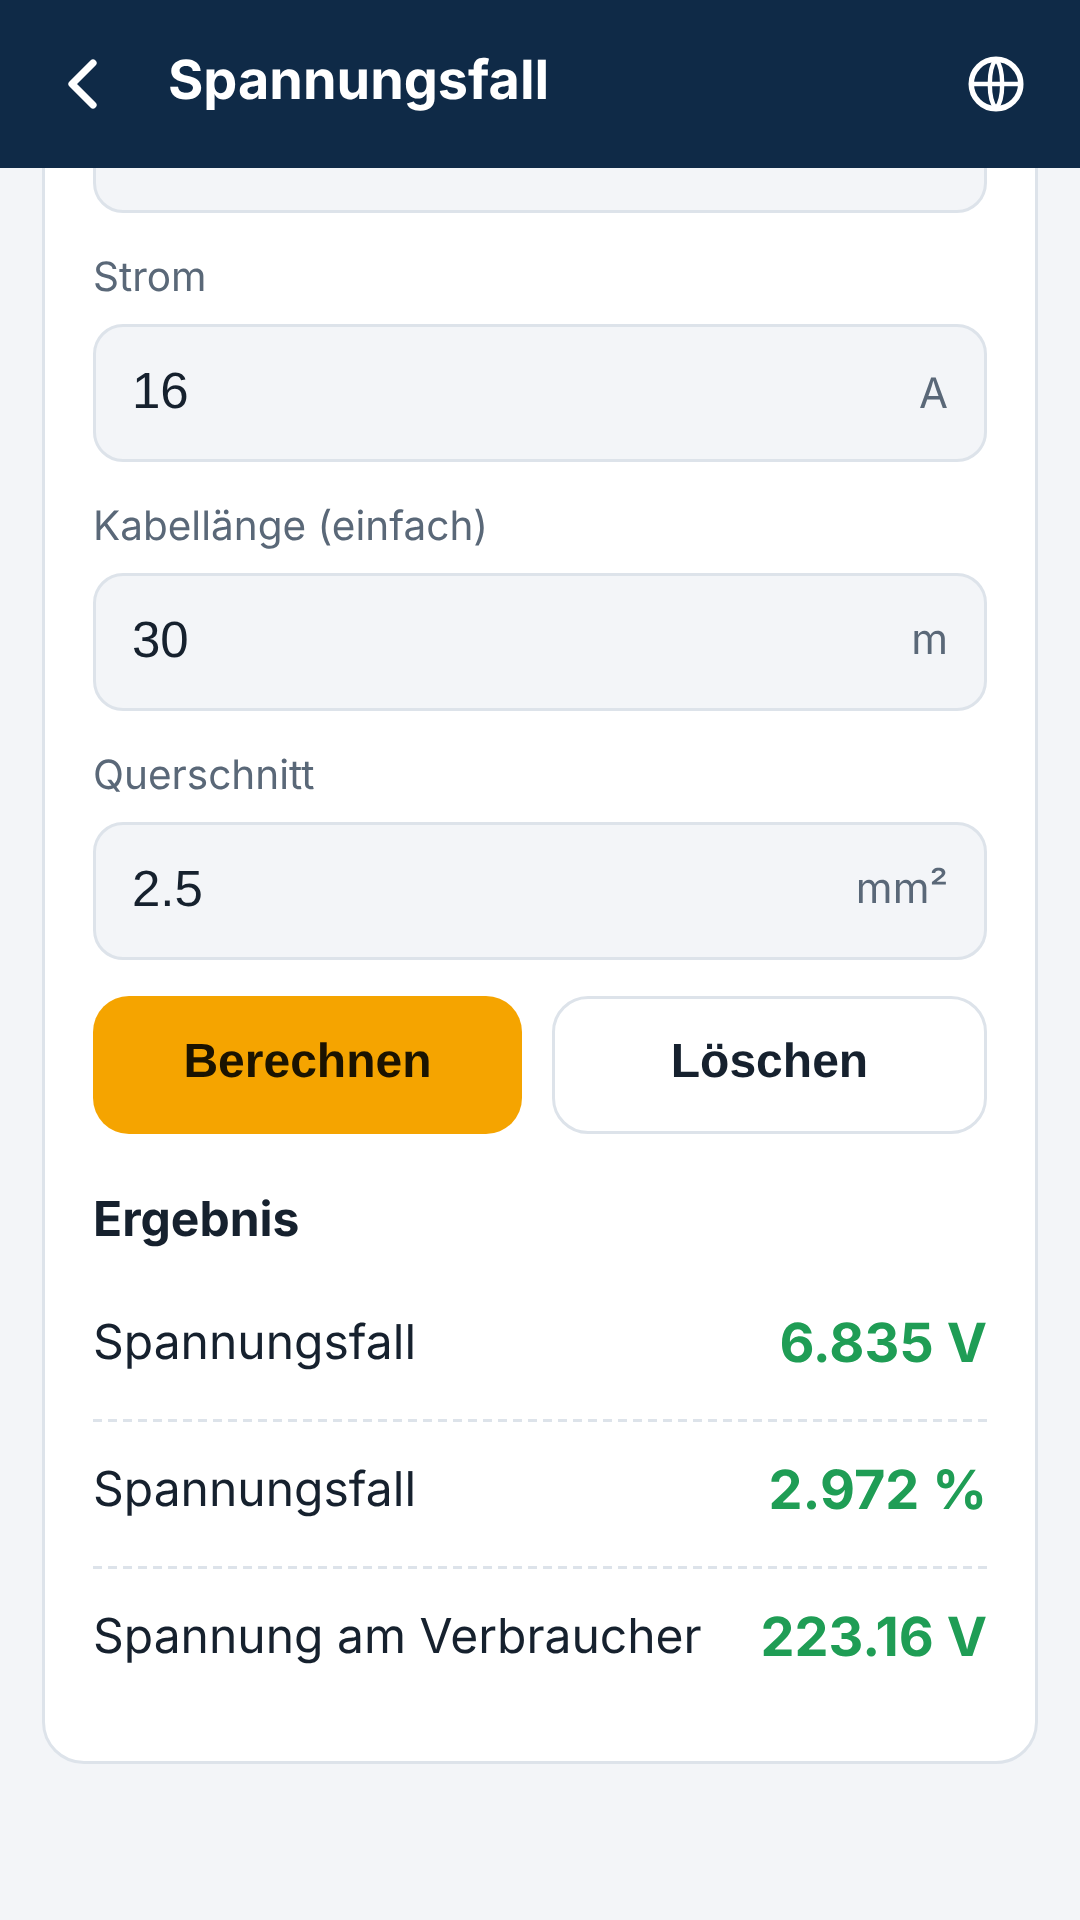 Spannungsfall
Strom
16 A
Kabellänge (einfach)
30 m
Querschnitt
2.5 mm²
Berechnen Löschen
Ergebnis
Spannungsfall 6.835 V
Spannungsfall 2.972 %
Spannung am Verbraucher 223.16 V